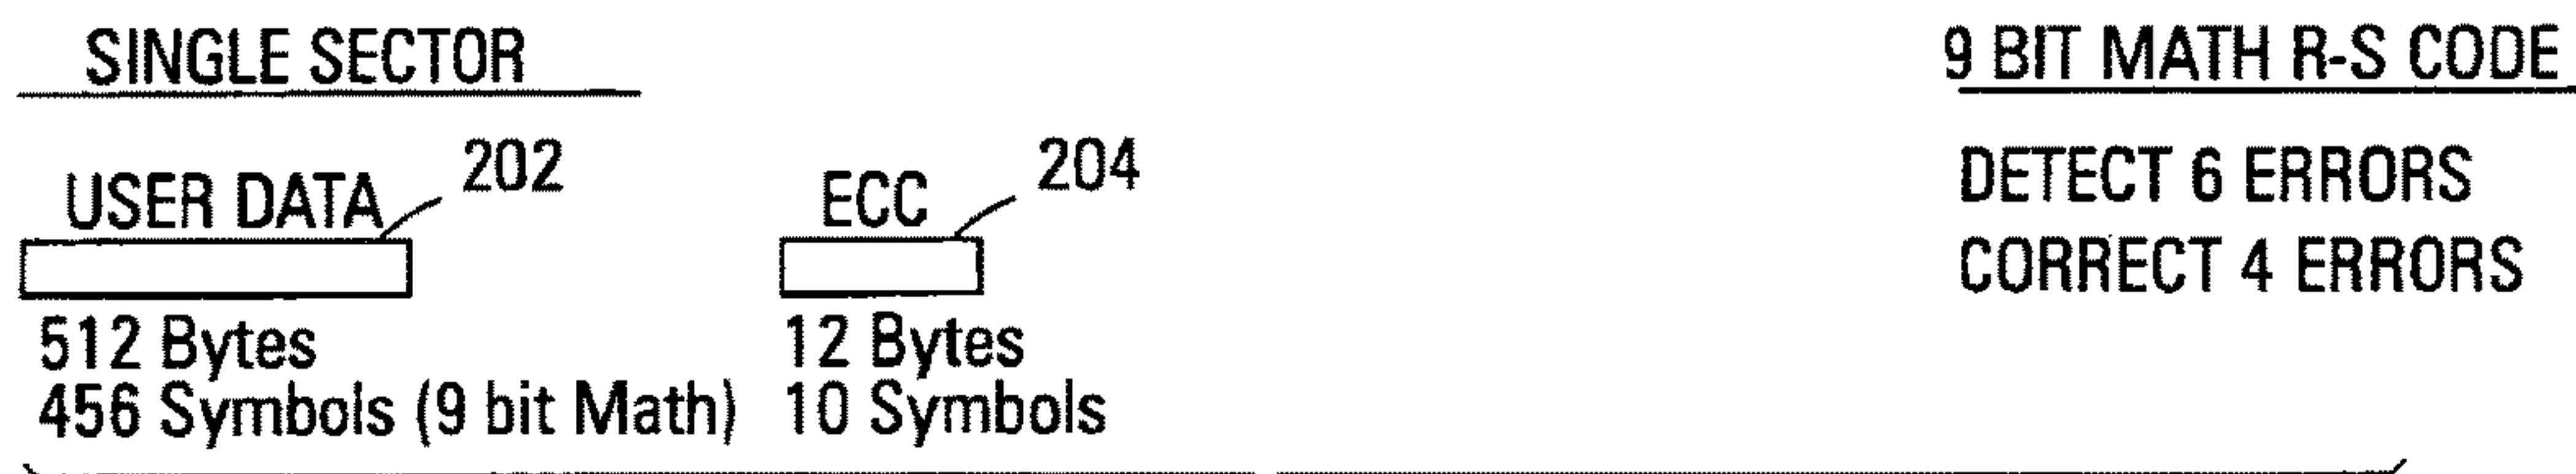 SINGLE SECTOR
9 BIT MATH R-S CODE
USER DATA 202
ECC 204
DETECT 6 ERRORS
CORRECT 4 ERRORS
512 Bytes
456 Symbols (9 bit Math)
12 Bytes
10 Symbols